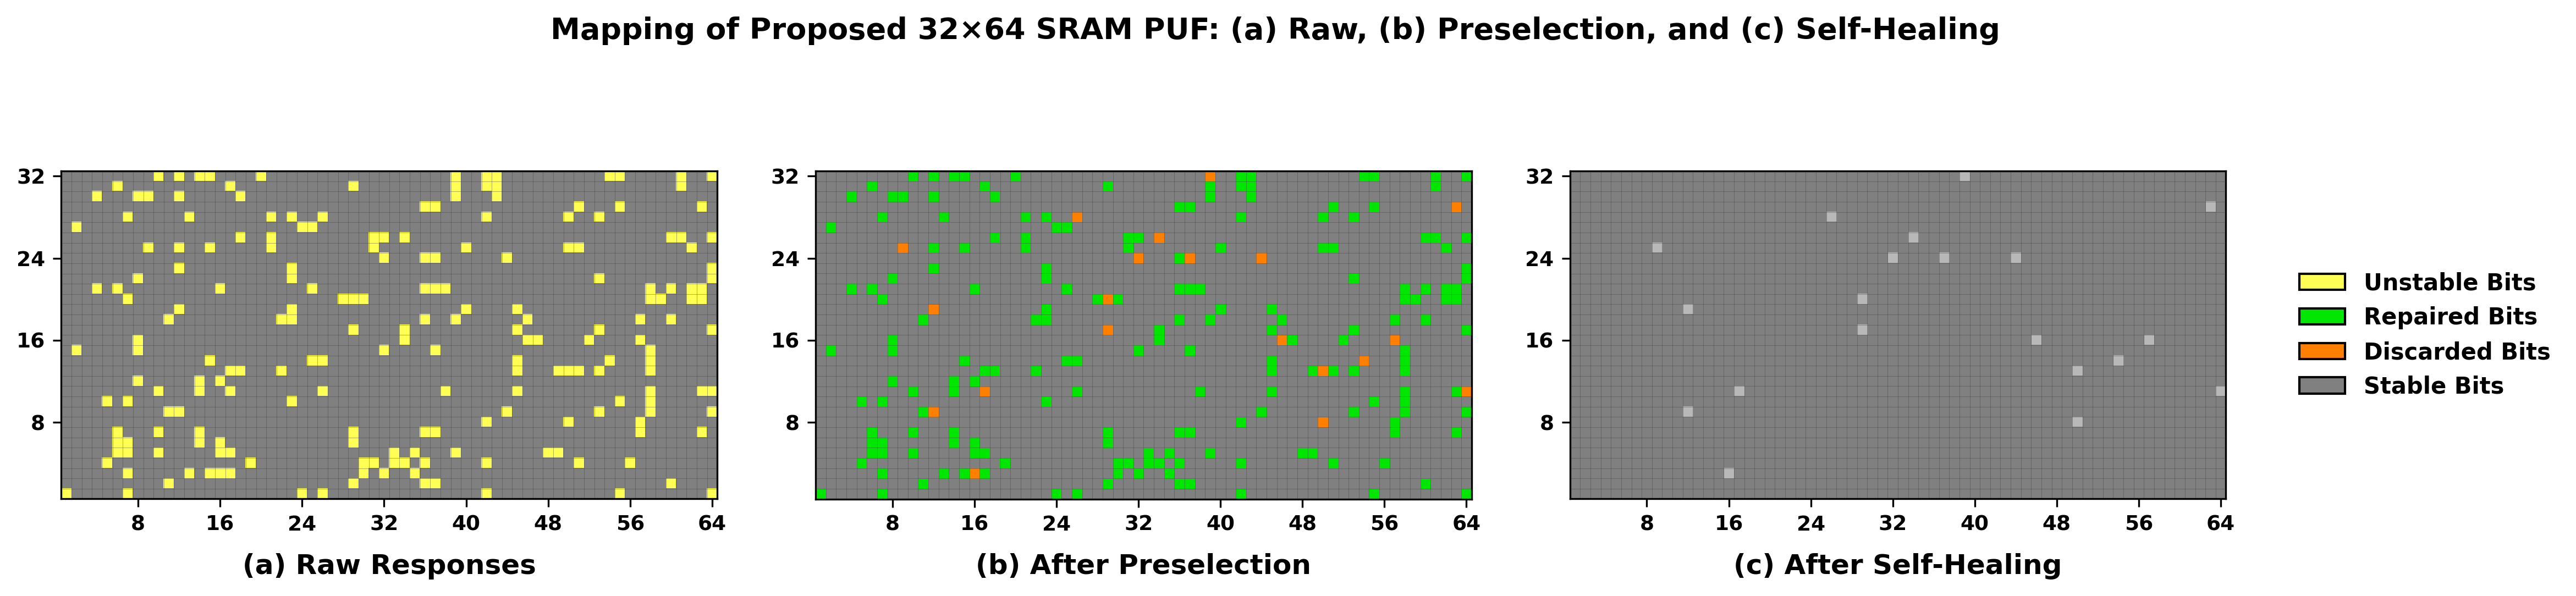 Mapping of Proposed 32×64 SRAM PUF: (a) Raw, (b) Preselection, and (c) Self-Healing
32
24
16
8
8 16 24 32 40 48 56 64
(a) Raw Responses
32
24
16
8
8 16 24 32 40 48 56 64
(b) After Preselection
32
24
16
8
8 16 24 32 40 48 56 64
(c) After Self-Healing
Unstable Bits
Repaired Bits
Discarded Bits
Stable Bits